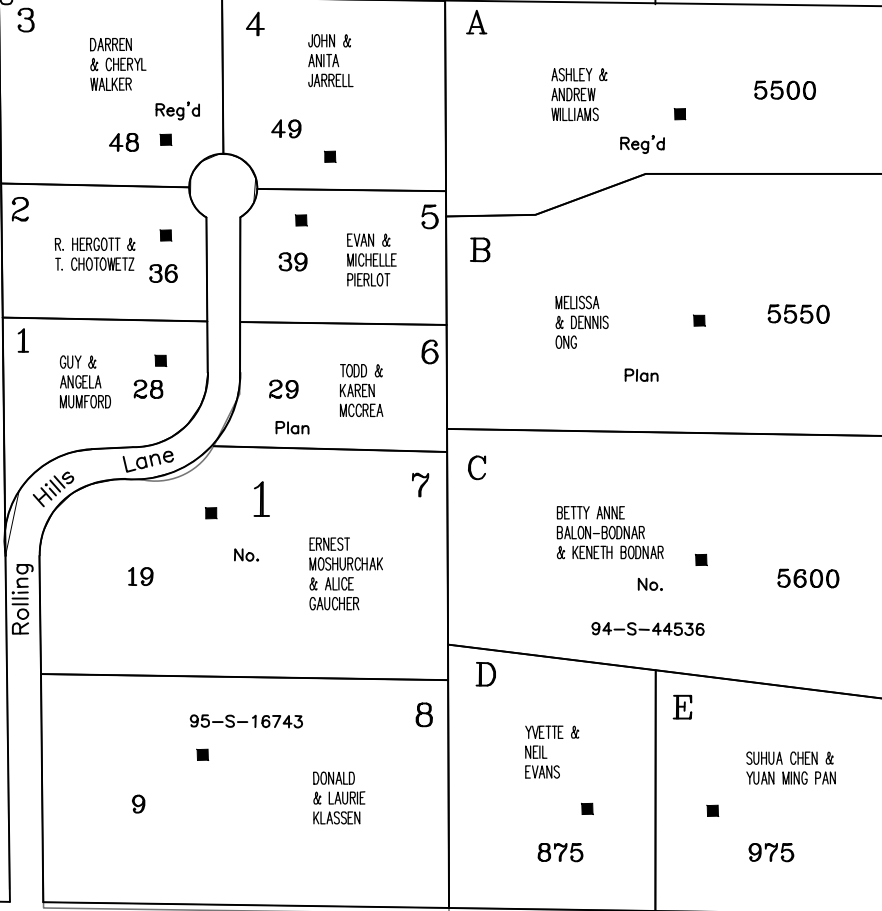 3
DARREN
& CHERYL
WALKER
Reg'd
48
4
JOHN &
ANITA
JARRELL
49
A
ASHLEY &
ANDREW
WILLIAMS
5500
Reg'd
2
R. HERGOTT &
T. CHOTOWETZ
36
5
EVAN &
MICHELLE
PIERLOT
39
B
MELISSA
& DENNIS
ONG
5550
Plan
1
GUY &
ANGELA
MUMFORD
28
6
TODD &
KAREN
MCCREA
29
Plan
Rolling Hills Lane
7
1
No.
19
ERNEST
MOSHURCHAK
& ALICE
GAUCHER
C
BETTY ANNE
BALON-BODNAR
& KENETH BODNAR
No.
5600
94-S-44536
8
95-S-16743
9
DONALD
& LAURIE
KLASSEN
D
YVETTE &
NEIL
EVANS
875
E
SUHUA CHEN &
YUAN MING PAN
975